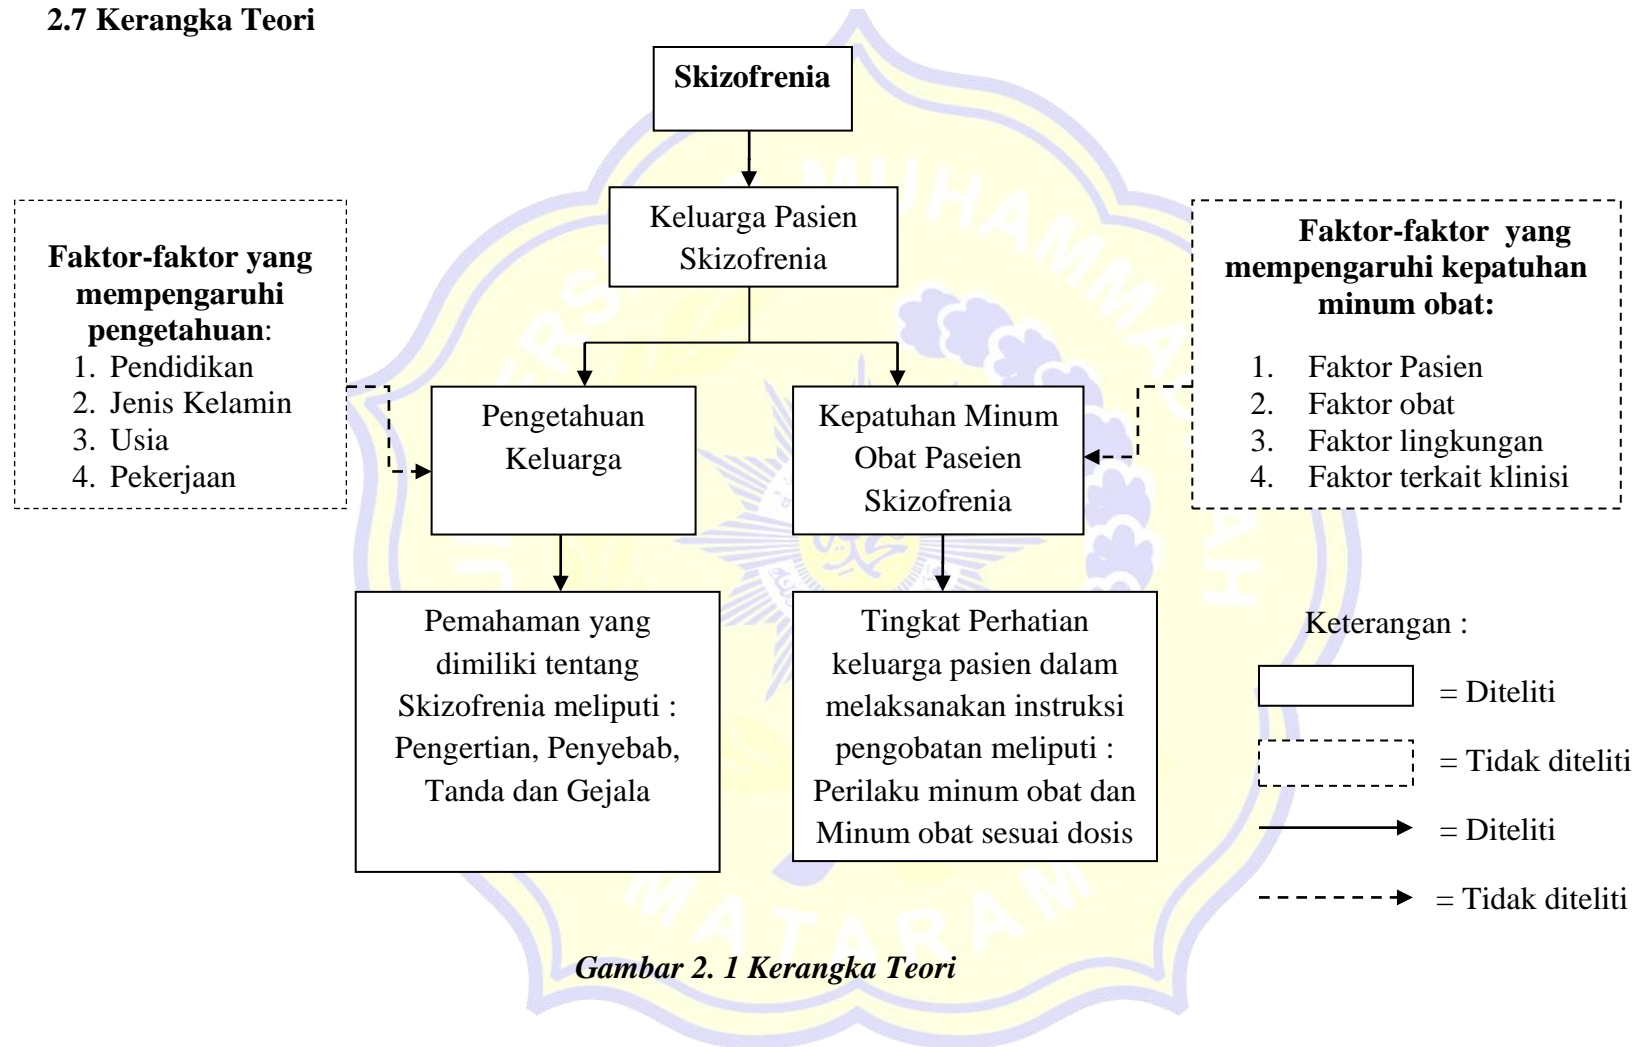 2.7 Kerangka Teori
Skizofrenia
Keluarga Pasien
Skizofrenia
Faktor-faktor yang
mempengaruhi
pengetahuan:
1. Pendidikan
2. Jenis Kelamin
3. Usia
4. Pekerjaan
Faktor-faktor yang
mempengaruhi kepatuhan
minum obat:
1. Faktor Pasien
2. Faktor obat
3. Faktor lingkungan
4. Faktor terkait klinisi
Pengetahuan
Keluarga
Kepatuhan Minum
Obat Paseien
Skizofrenia
Pemahaman yang
dimiliki tentang
Skizofrenia meliputi :
Pengertian, Penyebab,
Tanda dan Gejala
Tingkat Perhatian
keluarga pasien dalam
melaksanakan instruksi
pengobatan meliputi :
Perilaku minum obat dan
Minum obat sesuai dosis
Keterangan :
= Diteliti
= Tidak diteliti
= Diteliti
= Tidak diteliti
MATARAM
Gambar 2. 1 Kerangka Teori